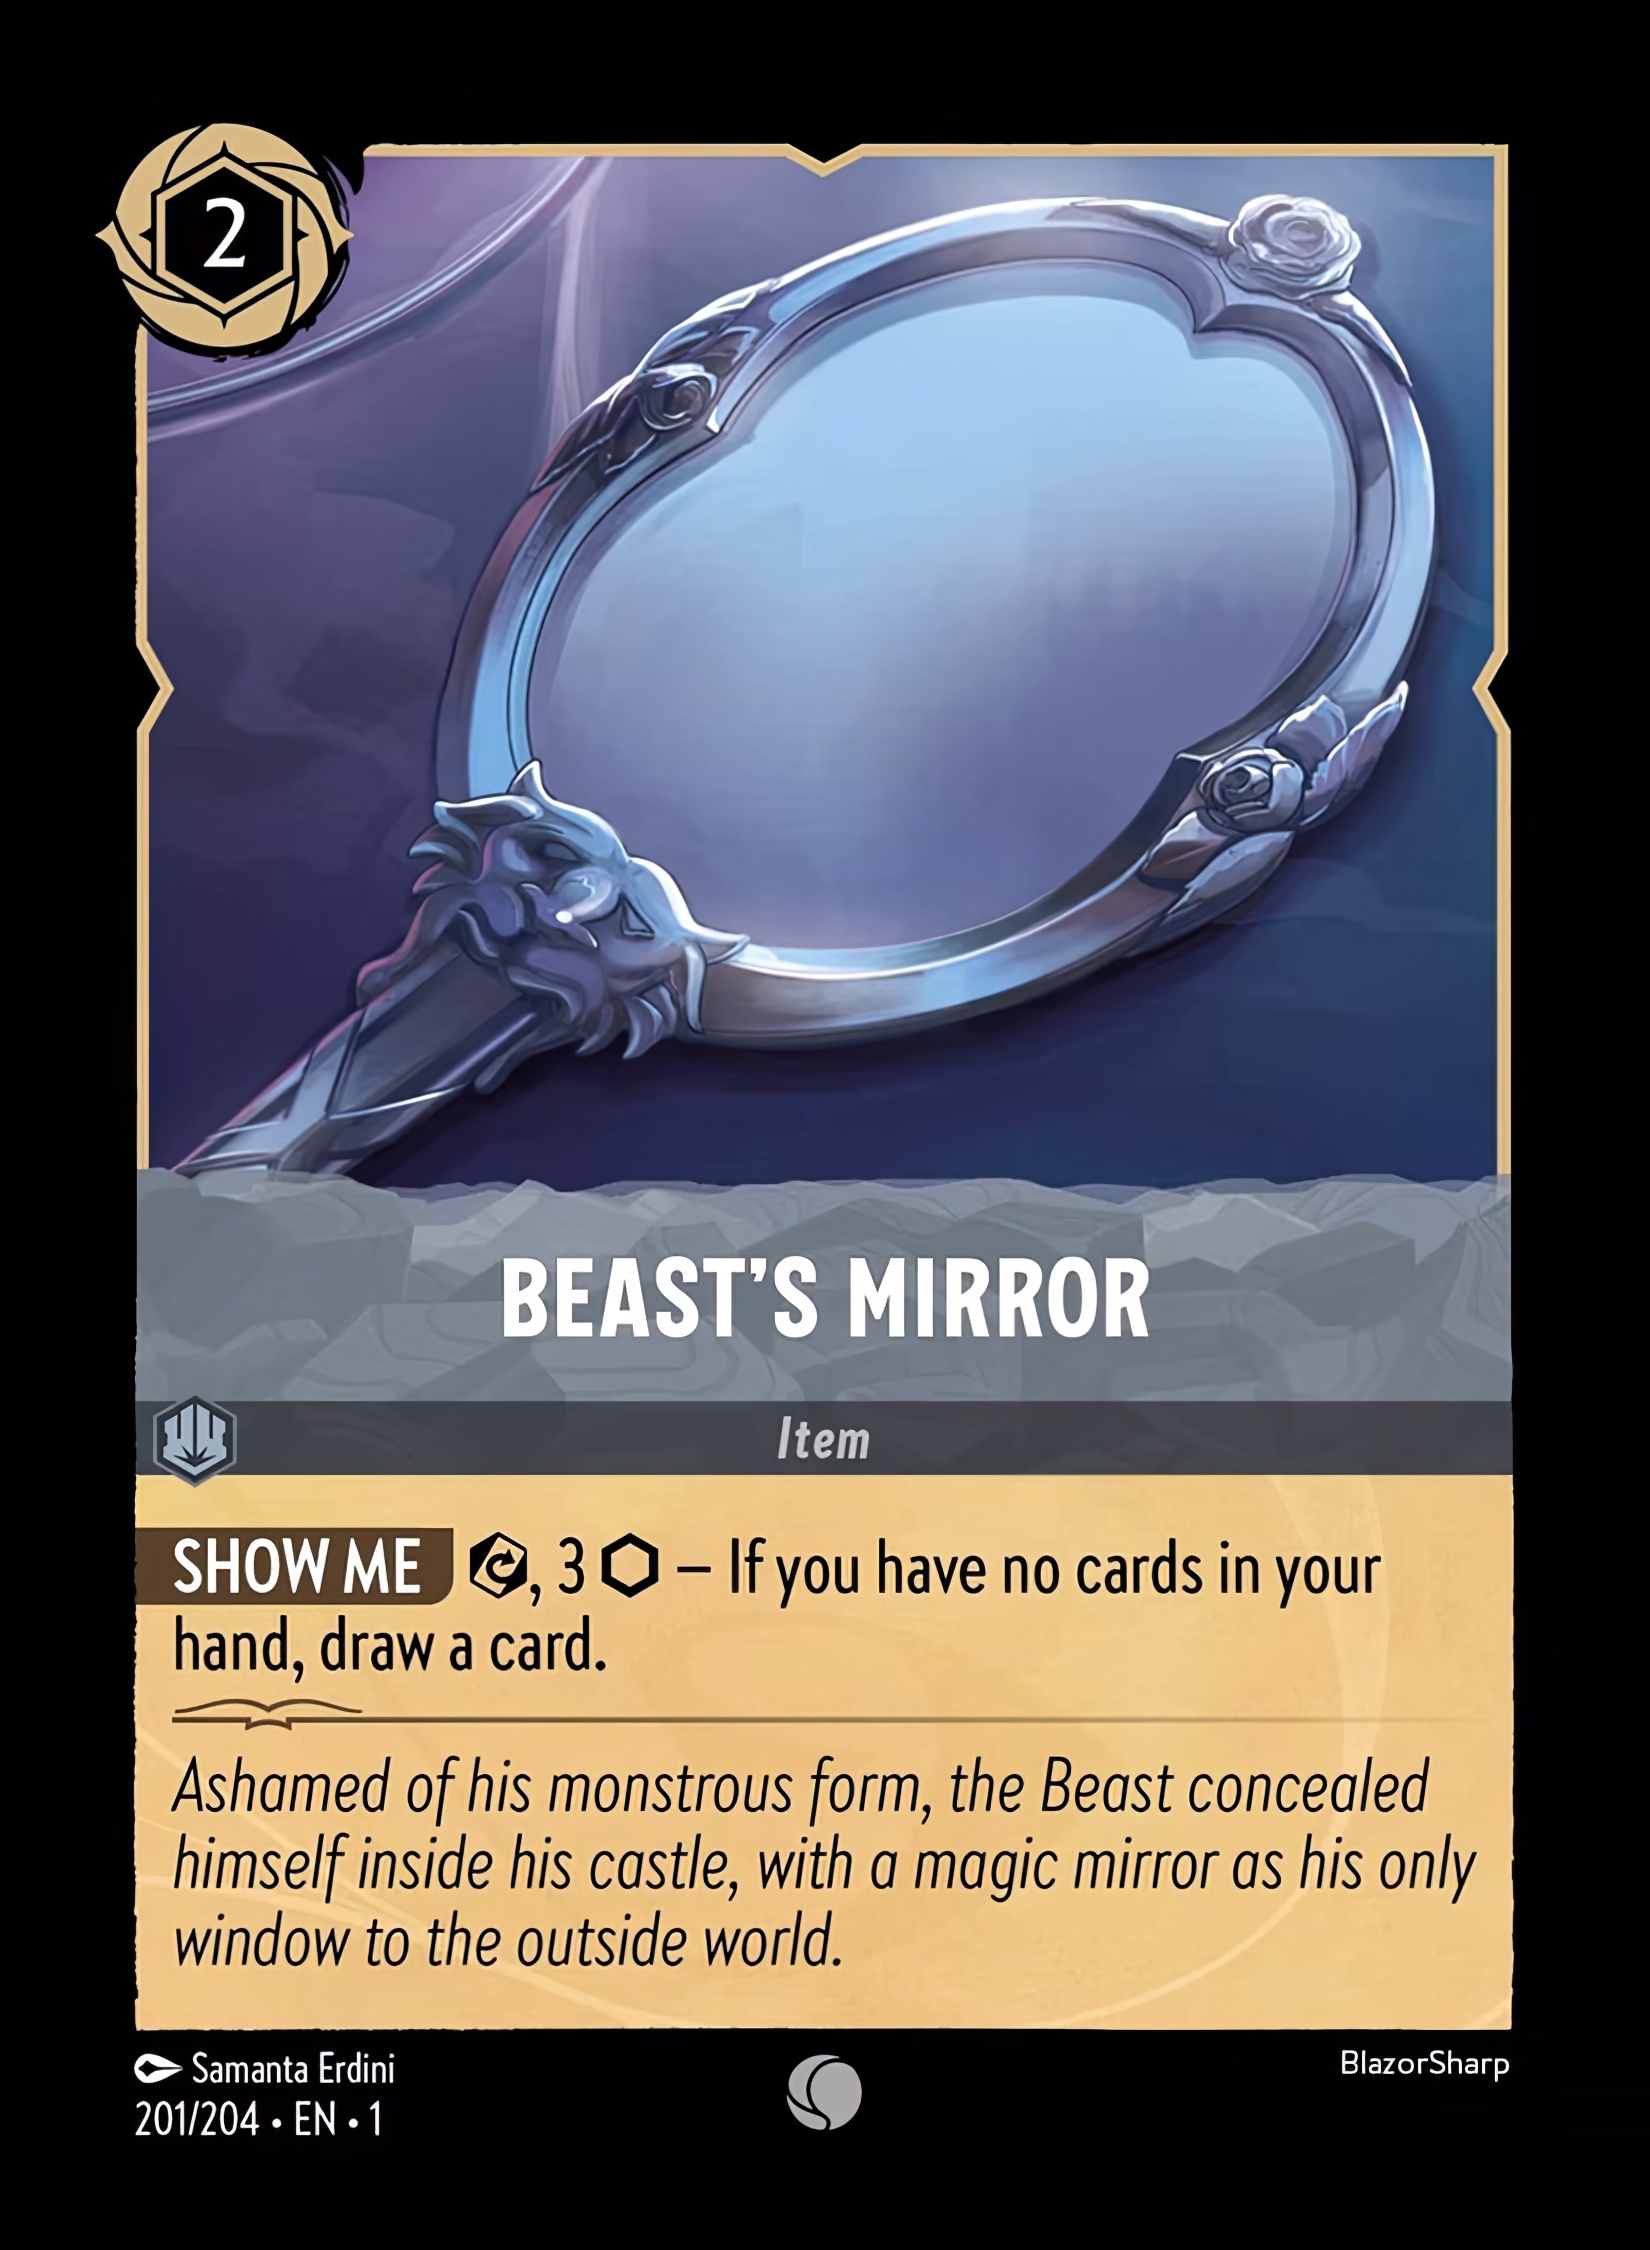 2
BEAST'S MIRROR
Item
SHOW ME , 3 – If you have no cards in your
hand, draw a card.
Ashamed of his monstrous form, the Beast concealed
himself inside his castle, with a magic mirror as his only
window to the outside world.
Samanta Erdini
BlazorSharp
201/204 • EN • 1